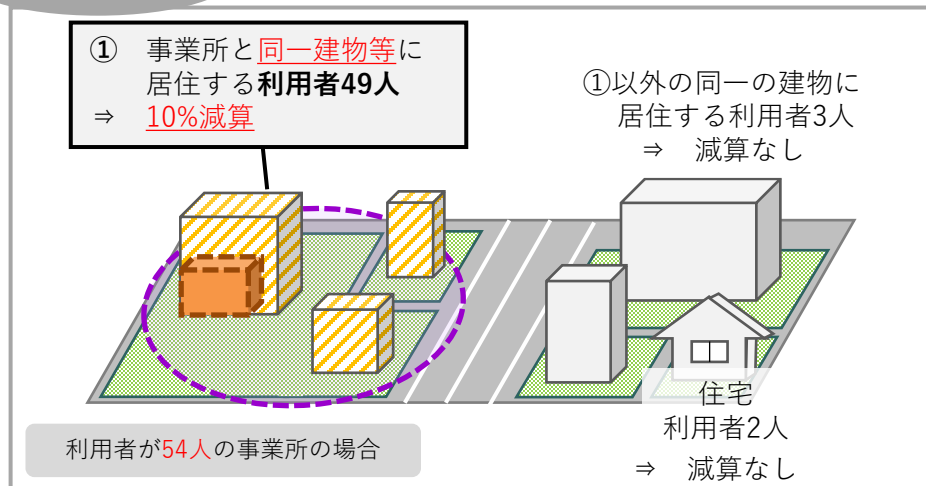 ① 事業所と同一建物等に
居住する利用者49人
⇒ 10%減算
①以外の同一の建物に
居住する利用者3人
⇒ 減算なし
住宅
利用者2人
⇒ 減算なし
利用者が54人の事業所の場合